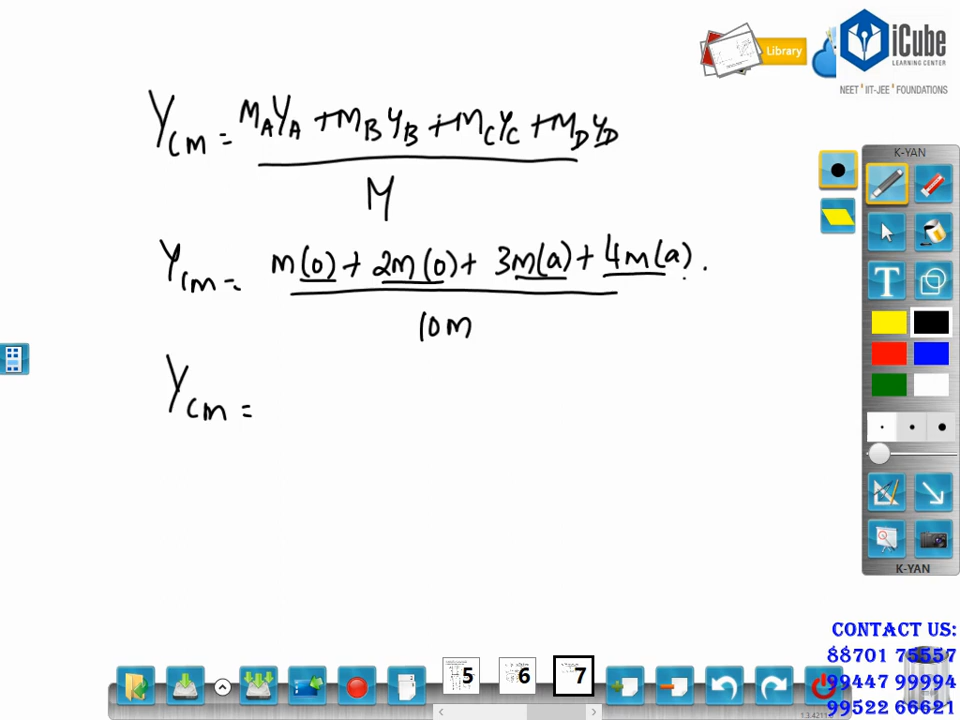 Library
iCube
LEARNING CENTER
NEET IIT-JEE FOUNDATIONS
Y_cm = (m_A y_A + m_B y_B + m_C y_C + m_D y_D) / M
Y_cm = (m(0) + 2m(0) + 3m(a) + 4m(a)) / 10m
Y_cm =
K-YAN
T
K-YAN
CONTACT US:
88701 75557
99447 99994
99522 66621
5 6 7